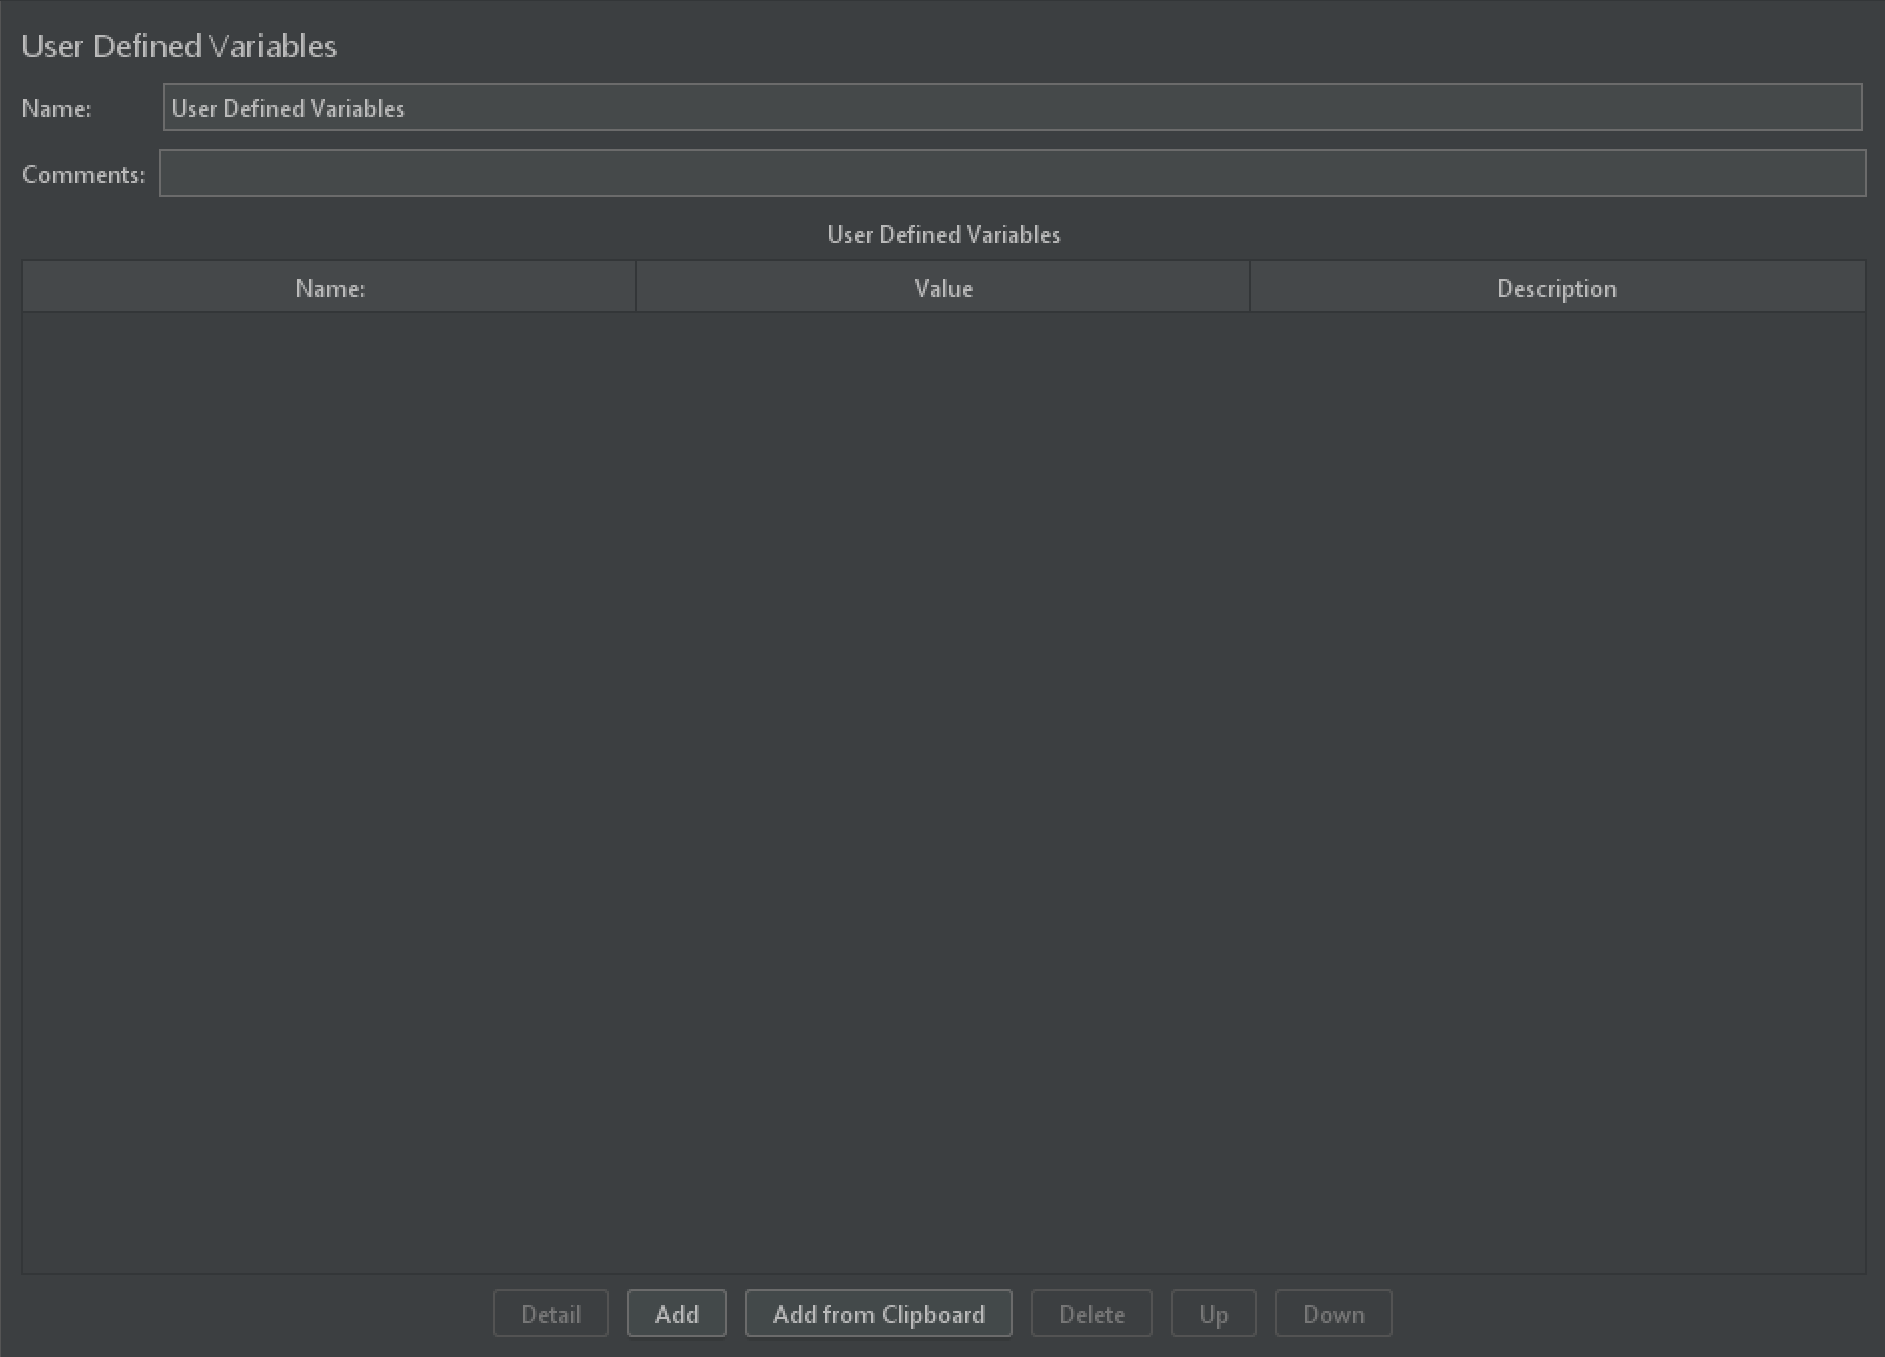 User Defined Variables
Name: User Defined Variables
Comments:
User Defined Variables
Name: Value Description
Detail Add Add from Clipboard Delete Up Down